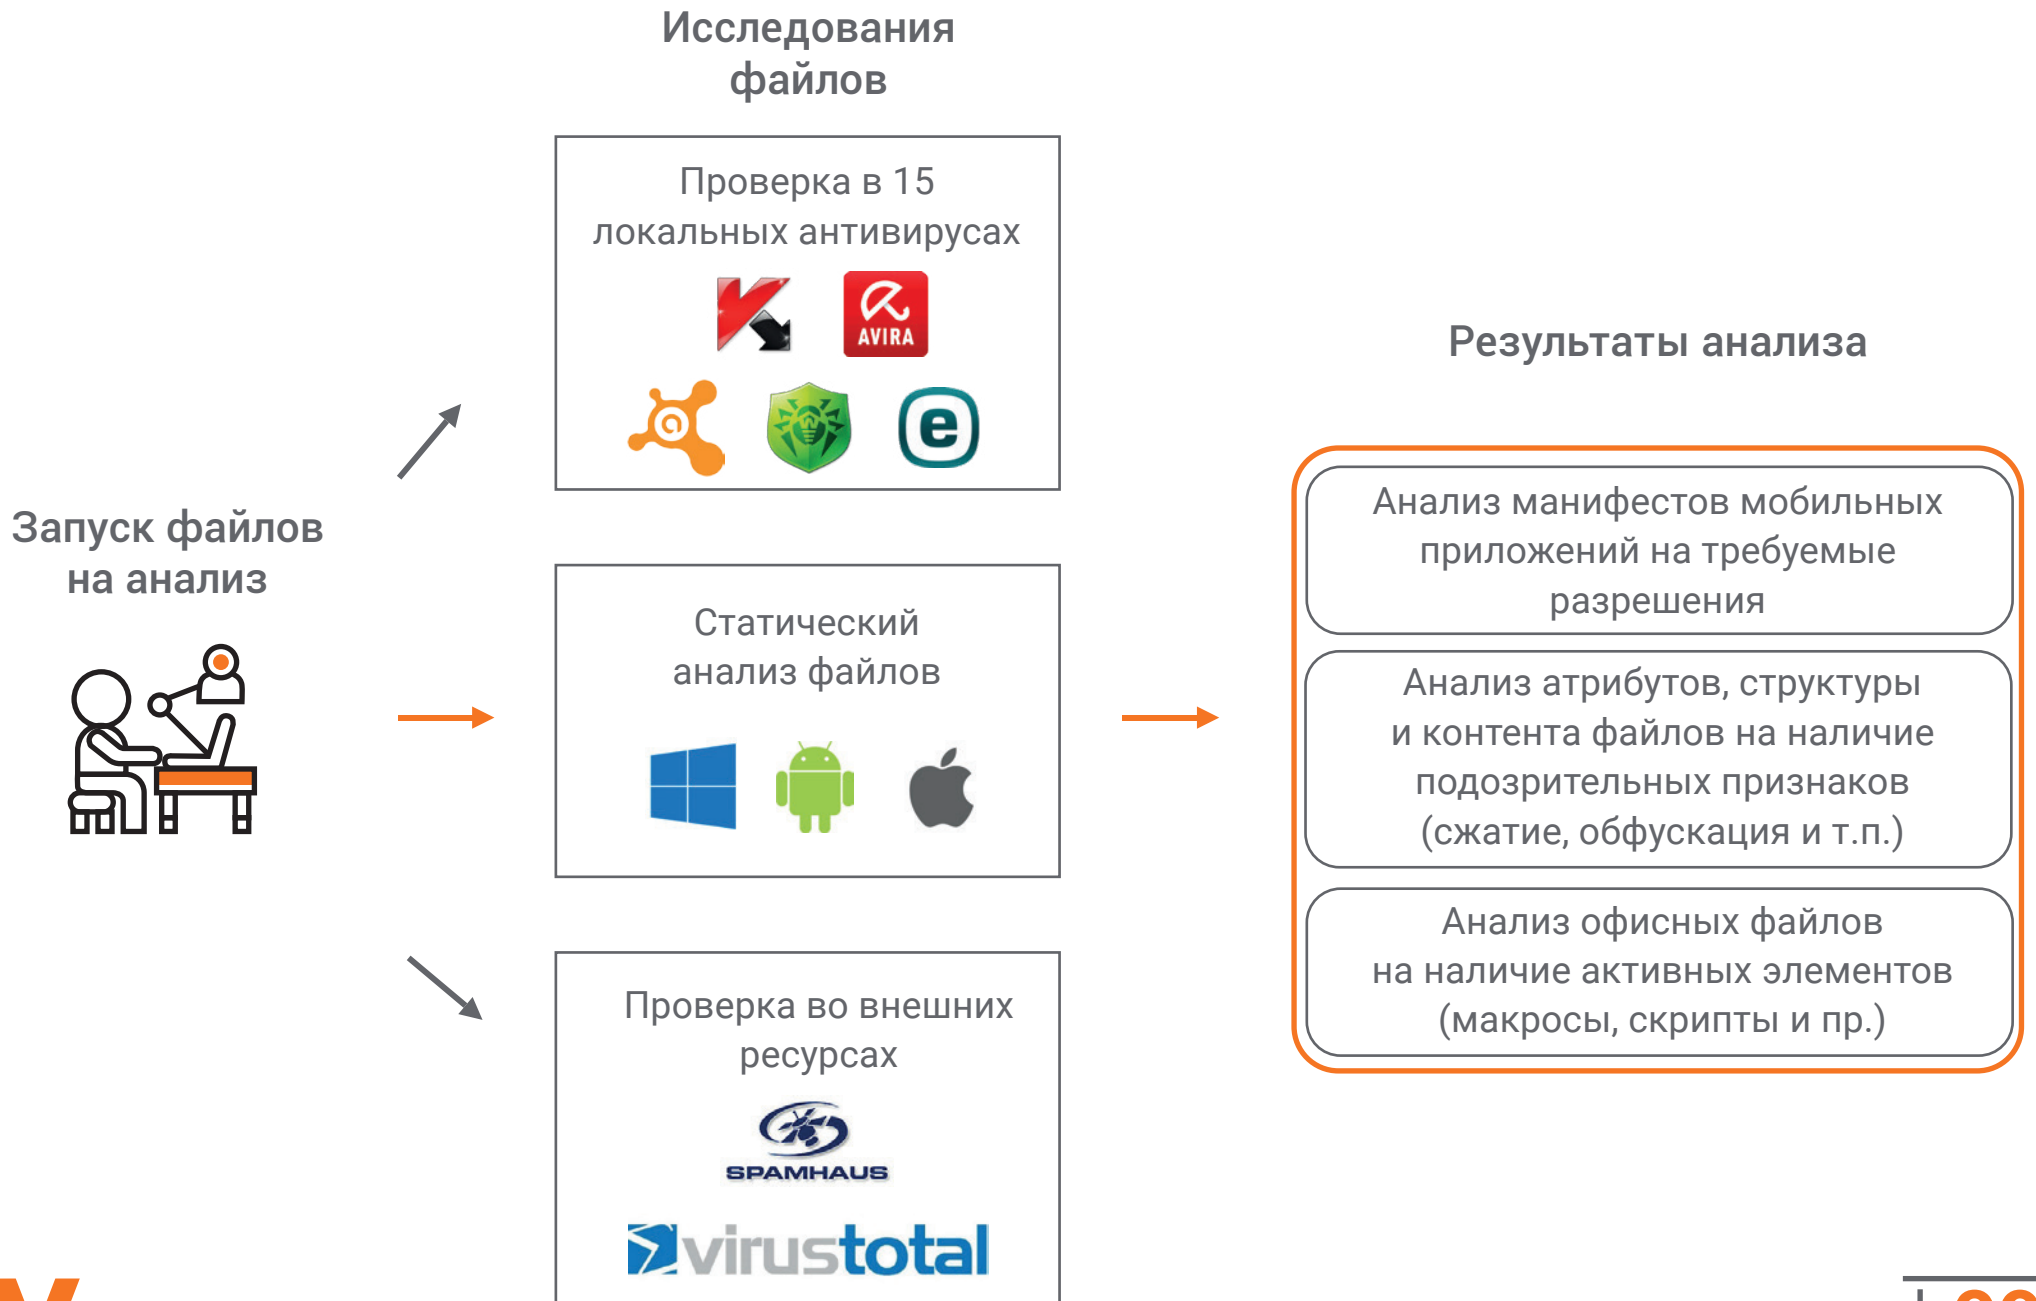 Исследования
файлов
Проверка в 15
локальных антивирусах
AVIRA
Запуск файлов
на анализ
Статический
анализ файлов
Проверка во внешних
ресурсах
SPAMHAUS
virustotal
Результаты анализа
Анализ манифестов мобильных
приложений на требуемые
разрешения
Анализ атрибутов, структуры
и контента файлов на наличие
подозрительных признаков
(сжатие, обфускация и т.п.)
Анализ офисных файлов
на наличие активных элементов
(макросы, скрипты и пр.)